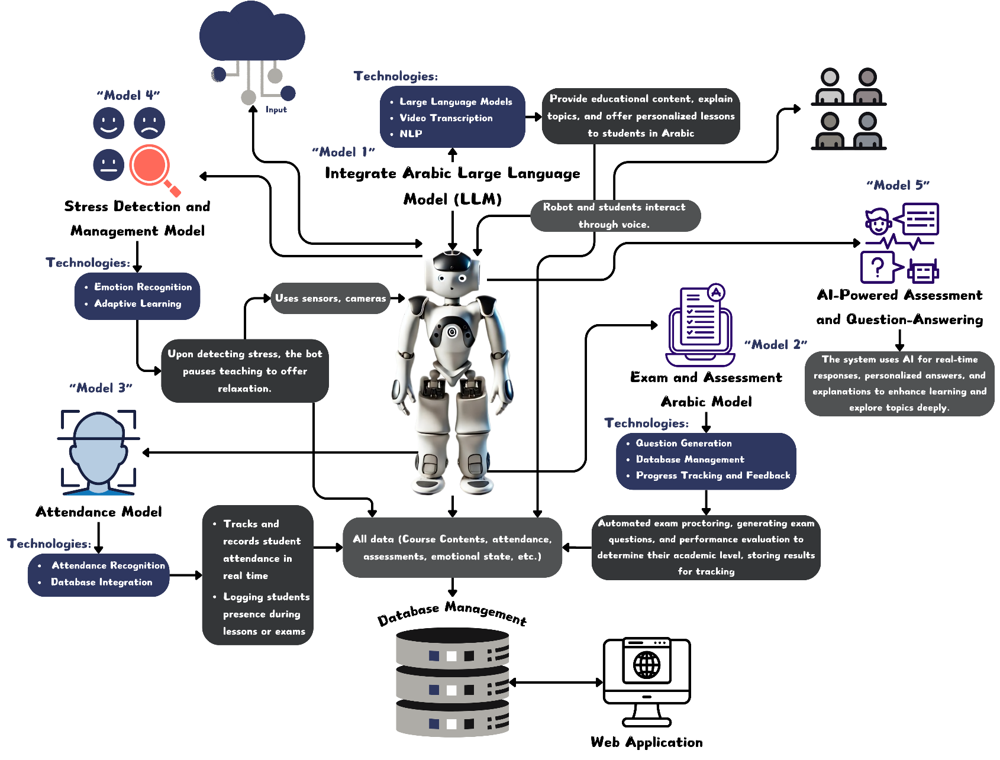 Input
Technologies:
• Large Language Models
• Video Transcription
• NLP
Provide educational content, explain
topics, and offer personalized lessons
to students in Arabic
"Model 1"
Integrate Arabic Large Language
Model (LLM)
Robot and students interact
through voice.
"Model 4"
Stress Detection and
Management Model
Technologies:
• Emotion Recognition
• Adaptive Learning
Uses sensors, cameras
Upon detecting stress, the bot
pauses teaching to offer
relaxation.
"Model 5"
AI-Powered Assessment
and Question-Answering
The system uses AI for real-time
responses, personalized answers, and
explanations to enhance learning and
explore topics deeply.
A
?
"Model 2"
Exam and Assessment
Arabic Model
Technologies:
• Question Generation
• Database Management
• Progress Tracking and Feedback
Automated exam proctoring, generating exam
questions, and performance evaluation to
determine their academic level, storing results
for tracking
"Model 3"
Attendance Model
Technologies:
• Attendance Recognition
• Database Integration
• Tracks and
records student
attendance in
real time
• Logging students
presence during
lessons or exams
All data (Course Contents, attendance,
assessments, emotional state, etc.)
Database Management
Web Application